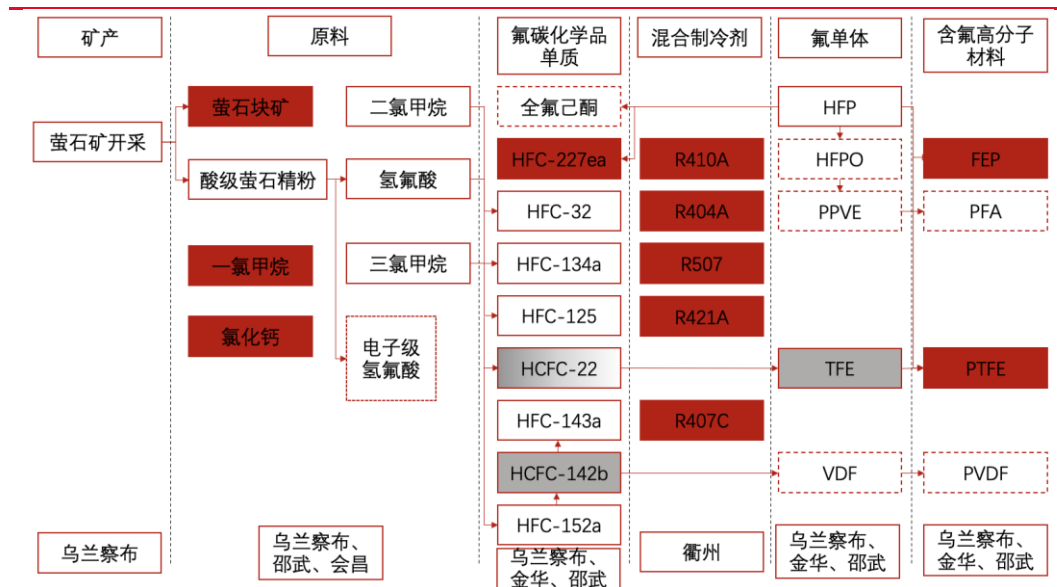 矿产
原料
氟碳化学品
单质
混合制冷剂
氟单体
含氟高分子
材料
萤石矿开采
萤石块矿
酸级萤石精粉
一氯甲烷
氯化钙
二氯甲烷
氢氟酸
三氯甲烷
电子级
氢氟酸
全氟己酮
HFC-227ea
HFC-32
HFC-134a
HFC-125
HCFC-22
HFC-143a
HCFC-142b
HFC-152a
R410A
R404A
R507
R421A
R407C
HFP
HFPO
PPVE
TFE
VDF
FEP
PFA
PTFE
PVDF
乌兰察布
乌兰察布、
邵武、会昌
乌兰察布、
金华、邵武
衢州
乌兰察布、
金华、邵武
乌兰察布、
金华、邵武